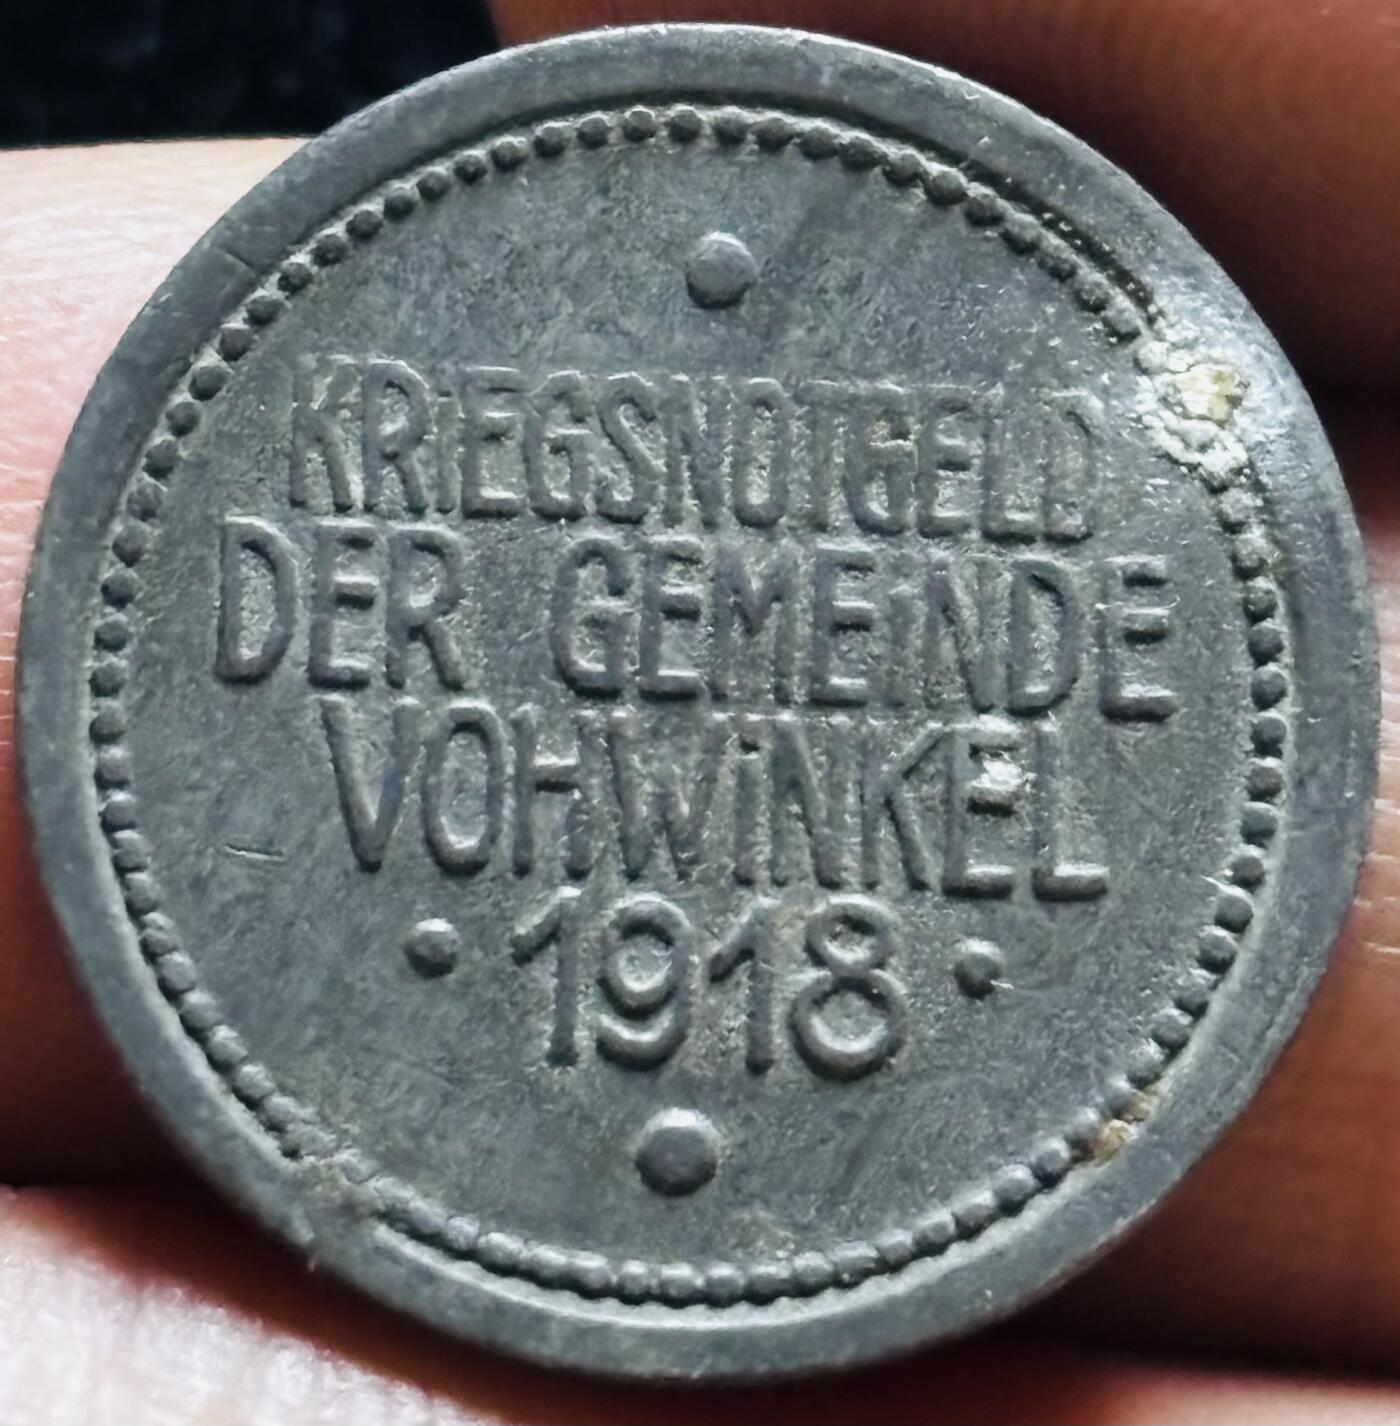 KRiEGSNOTGELD
DER GEMEiNDE
VOHWiNKEL
· 1918 ·